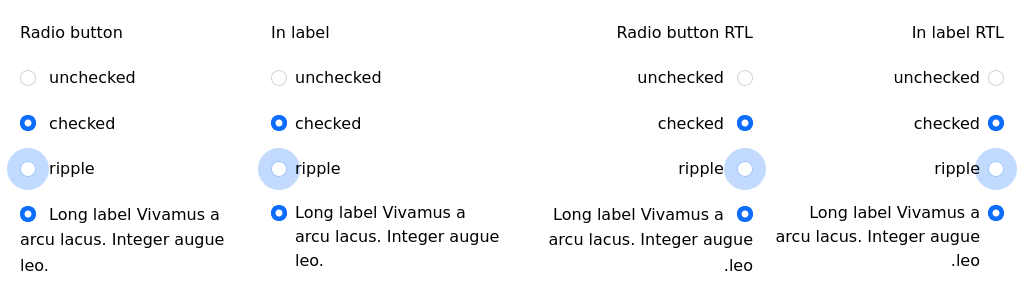 Radio button
unchecked
checked
ripple
Long label Vivamus a
arcu lacus. Integer augue
leo.
In label
unchecked
checked
ripple
Long label Vivamus a
arcu lacus. Integer augue
leo.
Radio button RTL
unchecked
checked
ripple
Long label Vivamus a
arcu lacus. Integer augue
.leo
In label RTL
unchecked
checked
ripple
Long label Vivamus a
arcu lacus. Integer augue
.leo